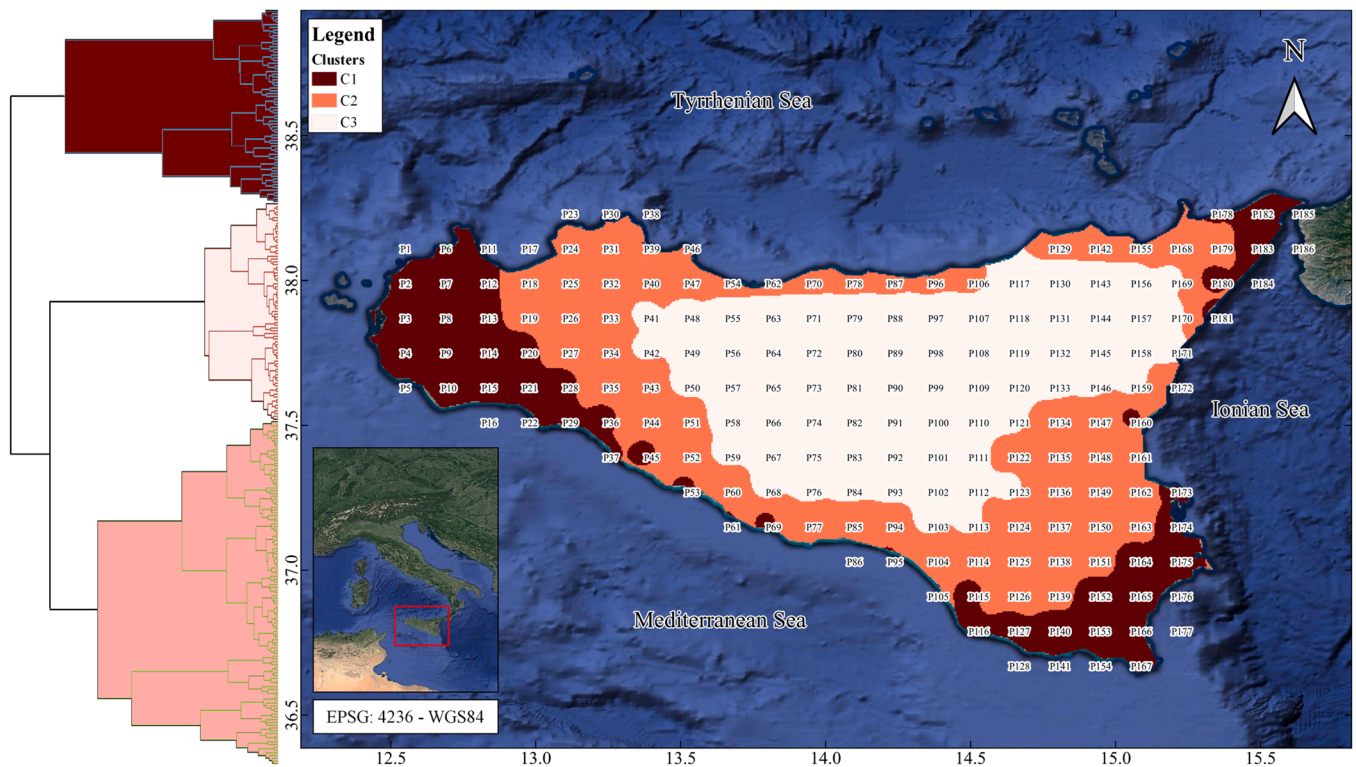 Legend
Clusters
C1
C2
C3
N
Tyrrhenian Sea
38.5
P178 P182 P185
P23 P30 P38
P1 P6 P11 P17 P24 P31 P39 P46 P129 P142 P155 P168 P179 P183 P186
38.0
P2 P7 P12 P18 P25 P32 P40 P47 P54 P62 P70 P78 P87 P96 P106 P117 P130 P143 P156 P169 P180 P184
P3 P8 P13 P19 P26 P33 P41 P48 P55 P63 P71 P79 P88 P97 P107 P118 P131 P144 P157 P170 P181
P4 P9 P14 P20 P27 P34 P42 P49 P56 P64 P72 P80 P89 P98 P108 P119 P132 P145 P158 P171
P5 P10 P15 P21 P28 P35 P43 P50 P57 P65 P73 P81 P90 P99 P109 P120 P133 P146 P159 P172
Ionian Sea
37.5
P16 P22 P29 P36 P44 P51 P58 P66 P74 P82 P91 P100 P110 P121 P134 P147 P160
P37 P45 P52 P59 P67 P75 P83 P92 P101 P111 P122 P135 P148 P161
P53 P60 P68 P76 P84 P93 P102 P112 P123 P136 P149 P162 P173
P61 P69 P77 P85 P94 P103 P113 P124 P137 P150 P163 P174
37.0
P86 P95 P104 P114 P125 P138 P151 P164 P175
P105 P115 P126 P139 P152 P165 P176
Mediterranean Sea
P116 P127 P140 P153 P166 P177
P128 P141 P154 P167
36.5
EPSG: 4236 - WGS84
12.5 13.0 13.5 14.0 14.5 15.0 15.5